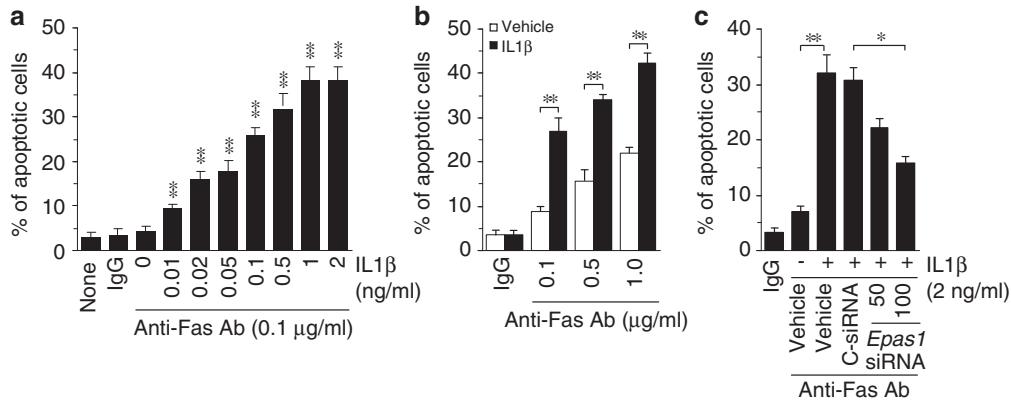 a
% of apoptotic cells
50
40
30
20
10
0
** ** ** ** ** ** ** **
None IgG 0 0.01 0.02 0.05 0.1 0.5 1 2
IL1β
(ng/ml)
Anti-Fas Ab (0.1 μg/ml)
b
% of apoptotic cells
50
40
30
20
10
0
Vehicle
IL1β
** ** **
IgG 0.1 0.5 1.0
Anti-Fas Ab (μg/ml)
c
% of apoptotic cells
40
30
20
10
0
** *
IgG
- + + + + IL1β
(2 ng/ml)
Vehicle Vehicle C-siRNA 50 100
Epas1
siRNA
Anti-Fas Ab